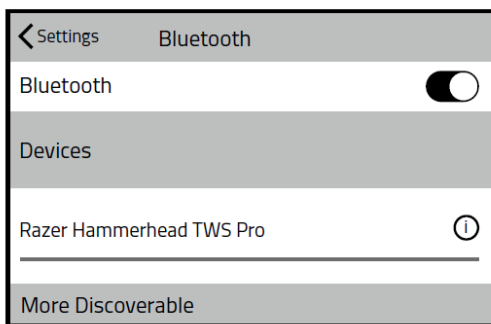 Settings Bluetooth
Bluetooth
Devices
Razer Hammerhead TWS Pro i
More Discoverable